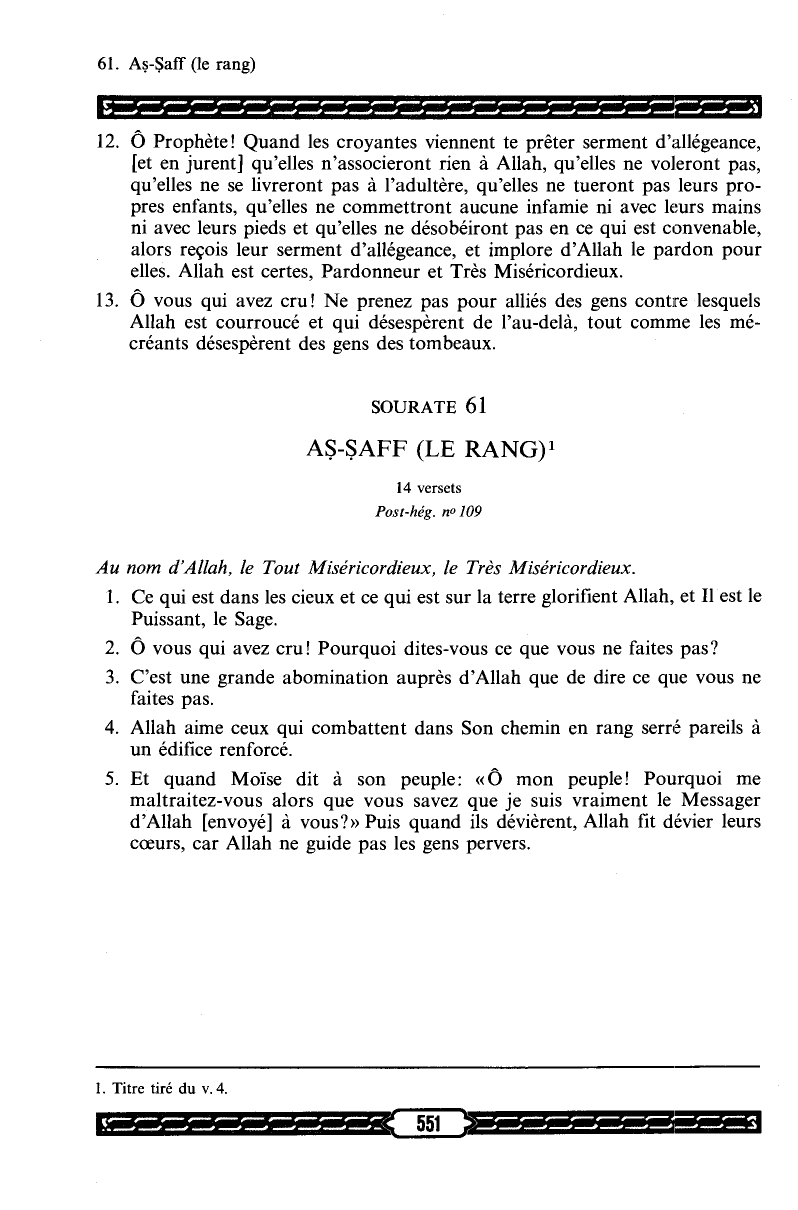 61. Aṣ-Ṣaff (le rang)
12. Ô Prophète! Quand les croyantes viennent te prêter serment d'allégeance,
[et en jurent] qu'elles n'associeront rien à Allah, qu'elles ne voleront pas,
qu'elles ne se livreront pas à l'adultère, qu'elles ne tueront pas leurs pro-
pres enfants, qu'elles ne commettront aucune infamie ni avec leurs mains
ni avec leurs pieds et qu'elles ne désobéiront pas en ce qui est convenable,
alors reçois leur serment d'allégeance, et implore d'Allah le pardon pour
elles. Allah est certes, Pardonneur et Très Miséricordieux.
13. Ô vous qui avez cru! Ne prenez pas pour alliés des gens contre lesquels
Allah est courroucé et qui désespèrent de l'au-delà, tout comme les mé-
créants désespèrent des gens des tombeaux.
SOURATE 61
AṢ-ṢAFF (LE RANG)¹
14 versets
Post-hég. nº 109
Au nom d'Allah, le Tout Miséricordieux, le Très Miséricordieux.
1. Ce qui est dans les cieux et ce qui est sur la terre glorifient Allah, et Il est le
Puissant, le Sage.
2. Ô vous qui avez cru! Pourquoi dites-vous ce que vous ne faites pas?
3. C'est une grande abomination auprès d'Allah que de dire ce que vous ne
faites pas.
4. Allah aime ceux qui combattent dans Son chemin en rang serré pareils à
un édifice renforcé.
5. Et quand Moïse dit à son peuple: «Ô mon peuple! Pourquoi me
maltraitez-vous alors que vous savez que je suis vraiment le Messager
d'Allah [envoyé] à vous?» Puis quand ils dévièrent, Allah fit dévier leurs
cœurs, car Allah ne guide pas les gens pervers.
1. Titre tiré du v. 4.
551